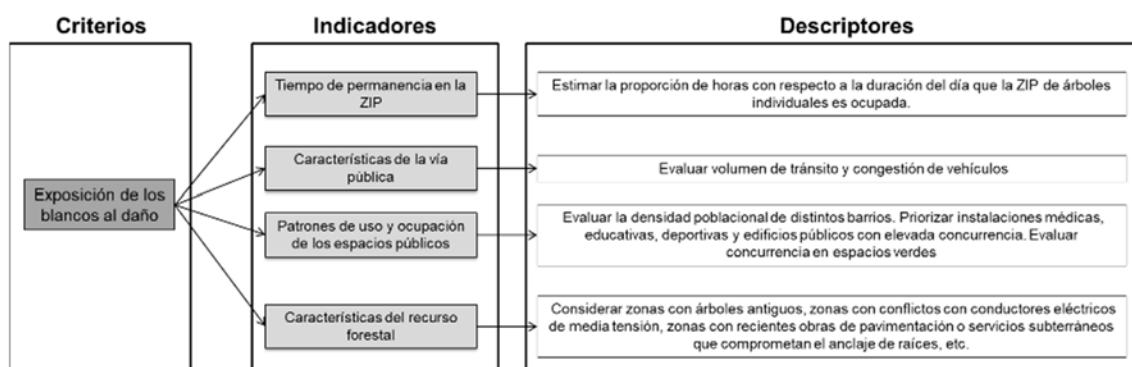 Criterios
Indicadores
Descriptores
Exposición de los
blancos al daño
Tiempo de permanencia en la
ZIP
Estimar la proporción de horas con respecto a la duración del día que la ZIP de árboles
individuales es ocupada.
Características de la vía
pública
Evaluar volumen de tránsito y congestión de vehículos
Patrones de uso y ocupación
de los espacios públicos
Evaluar la densidad poblacional de distintos barrios. Priorizar instalaciones médicas,
educativas, deportivas y edificios públicos con elevada concurrencia. Evaluar
concurrencia en espacios verdes
Características del recurso
forestal
Considerar zonas con árboles antiguos, zonas con conflictos con conductores eléctricos
de media tensión, zonas con recientes obras de pavimentación o servicios subterráneos
que comprometan el anclaje de raíces, etc.